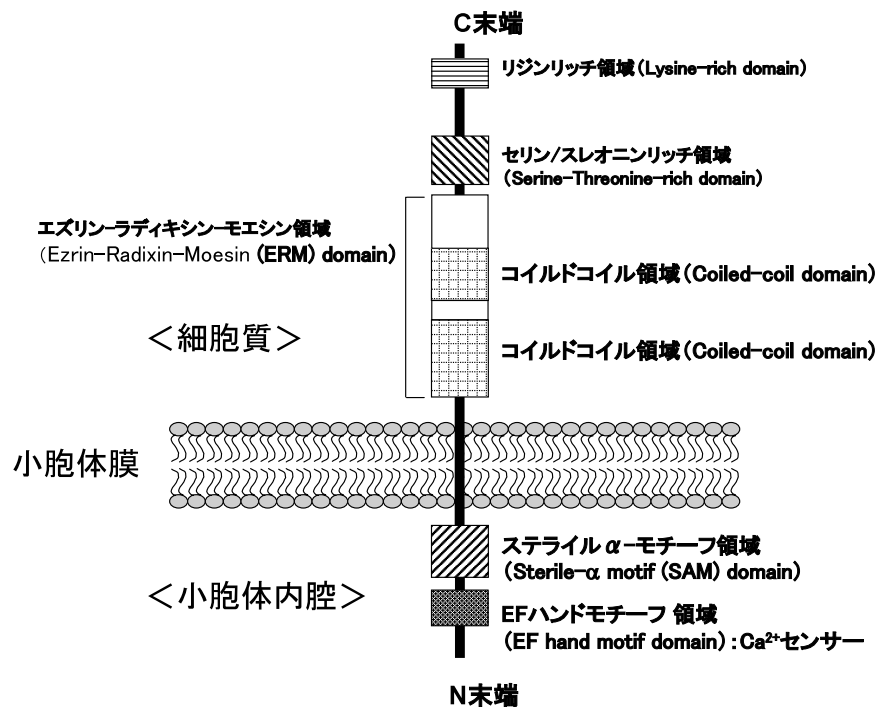 C末端
リジンリッチ領域(Lysine-rich domain)
セリン/スレオニンリッチ領域
(Serine-Threonine-rich domain)
エズリン-ラディキシン-モエシン領域
(Ezrin-Radixin-Moesin (ERM) domain)
コイルドコイル領域(Coiled-coil domain)
<細胞質>
コイルドコイル領域(Coiled-coil domain)
小胞体膜
ステライルα-モチーフ領域
(Sterile-α motif (SAM) domain)
<小胞体内腔>
EFハンドモチーフ 領域
(EF hand motif domain):Ca²⁺センサー
N末端